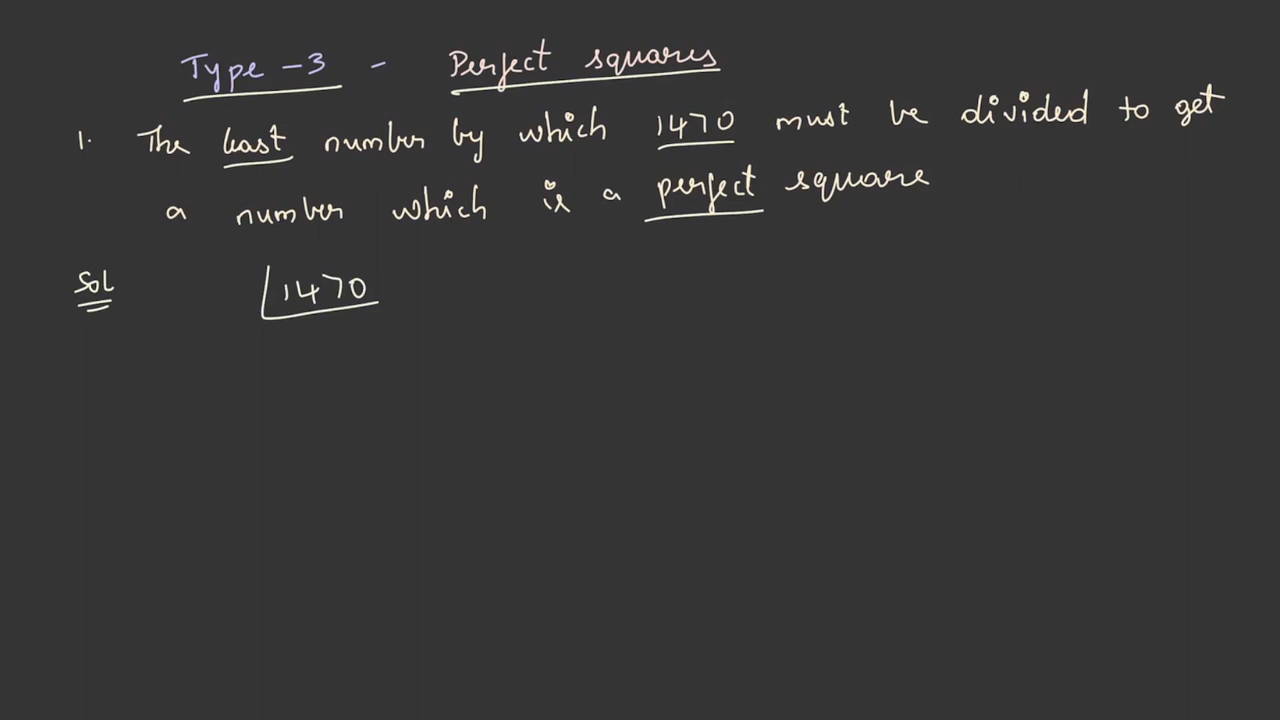 Type -3 - Perfect squares
1. The least number by which 1470 must be divided to get
a number which is a perfect square
Sol 1470